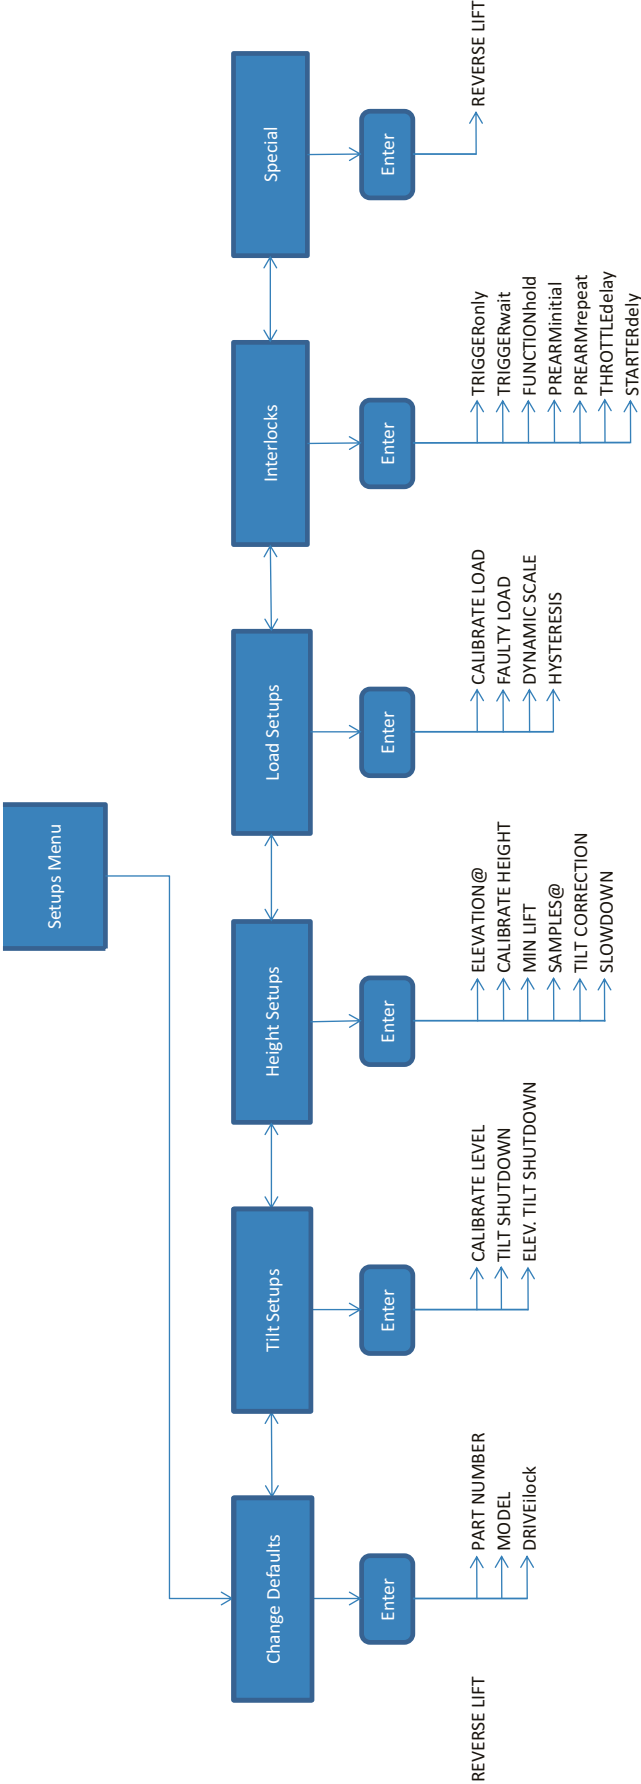 Setups Menu
Change Defaults
Tilt Setups
Height Setups
Load Setups
Interlocks
Special
Enter
Enter
Enter
Enter
Enter
Enter
REVERSE LIFT
PART NUMBER
MODEL
DRIVEilock
CALIBRATE LEVEL
TILT SHUTDOWN
ELEV. TILT SHUTDOWN
ELEVATION@
CALIBRATE HEIGHT
MIN LIFT
SAMPLES@
TILT CORRECTION
SLOWDOWN
CALIBRATE LOAD
FAULTY LOAD
DYNAMIC SCALE
HYSTERESIS
TRIGGERonly
TRIGGERwait
FUNCTIONhold
PREARMinitial
PREARMrepeat
THROTTLEdelay
STARTERdely
REVERSE LIFT